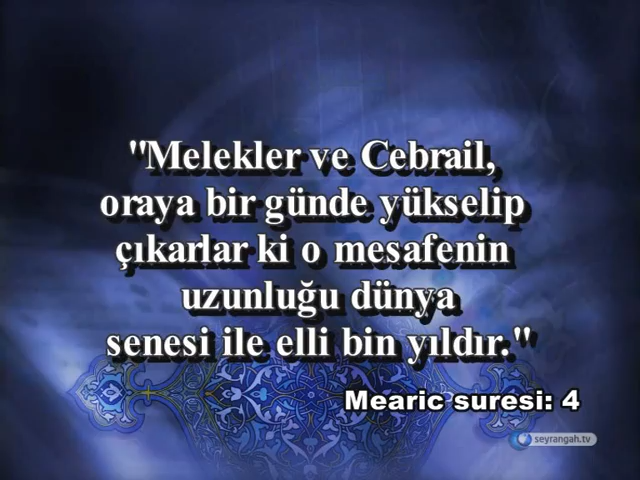 "Melekler ve Cebrail,
oraya bir günde yükselip
çıkarlar ki o mesafenin
uzunluğu dünya
senesi ile elli bin yıldır."
Mearic suresi: 4
seyrangah.tv